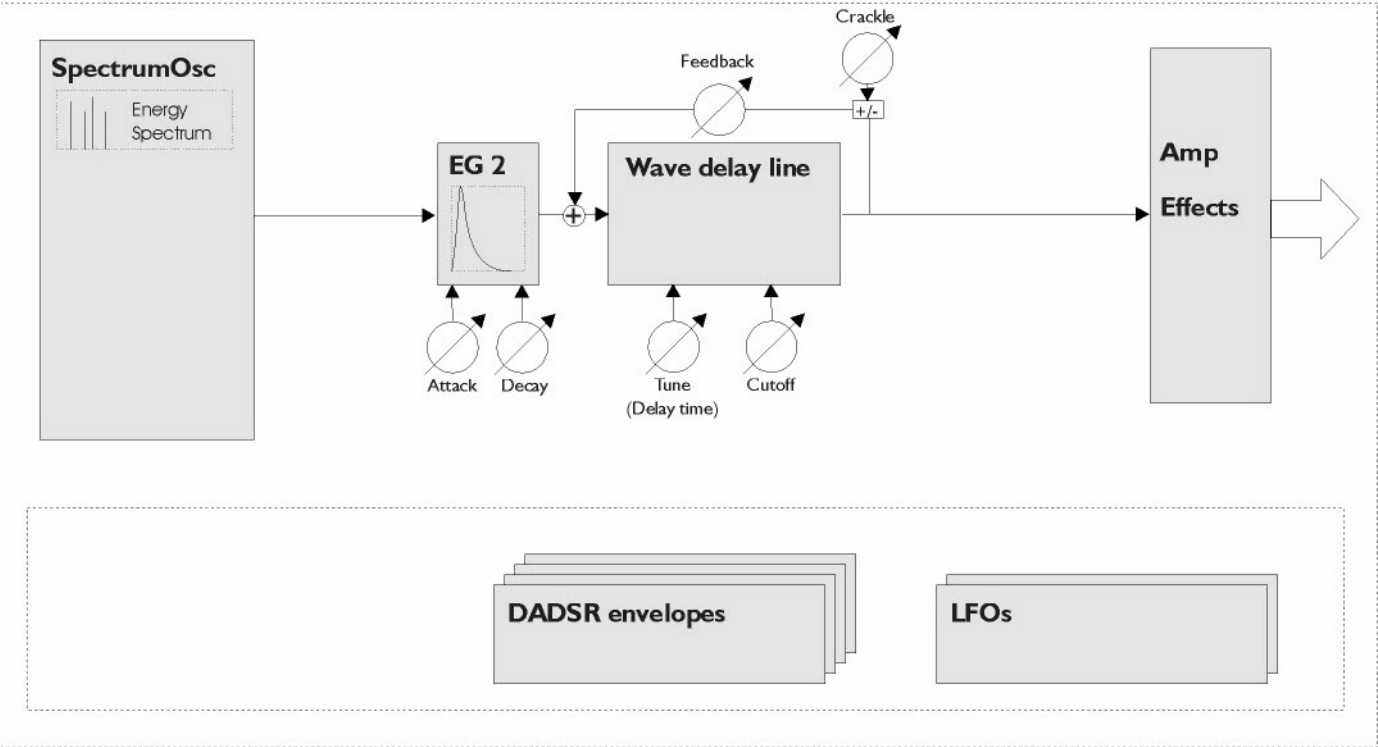 Crackle
Feedback
+/-
SpectrumOsc
Energy
Spectrum
EG 2
+
Wave delay line
Amp
Effects
Attack
Decay
Tune
(Delay time)
Cutoff
DADSR envelopes
LFOs